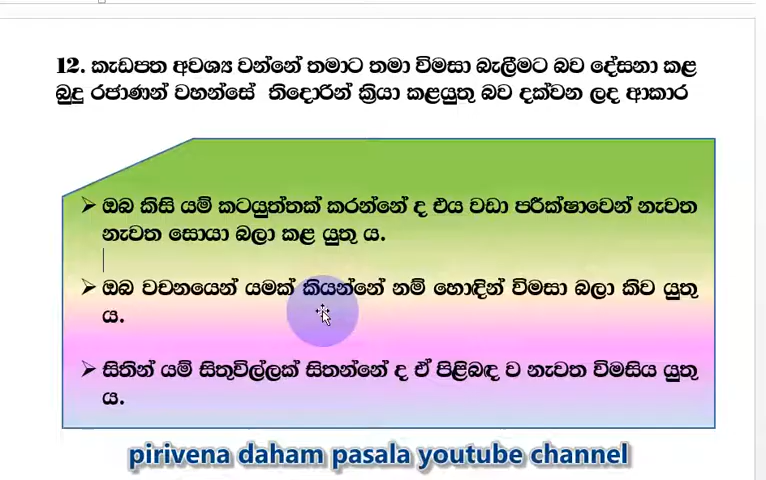 12. කැඩපත අවශ්‍ය වන්නේ තමාට තමා විමසා බැලීමට බව දේසනා කළ
බුදු රජාණන් වහන්සේ තිදොරින් ක්‍රියා කළයුතු බව දක්වන ලද ආකාර
➢ ඔබ කිසි යම් කටයුත්තක් කරන්නේ ද එය වඩා පරීක්ෂාවෙන් නැවත
නැවත සොයා බලා කළ යුතු ය.
➢ ඔබ වචනයෙන් යමක් කියන්නේ නම් හොඳින් විමසා බලා කිව යුතු
ය.
➢ සිතින් යම් සිතුවිල්ලක් සිතන්නේ ද ඒ පිළිබඳ ව නැවත විමසිය යුතු
ය.
pirivena daham pasala youtube channel